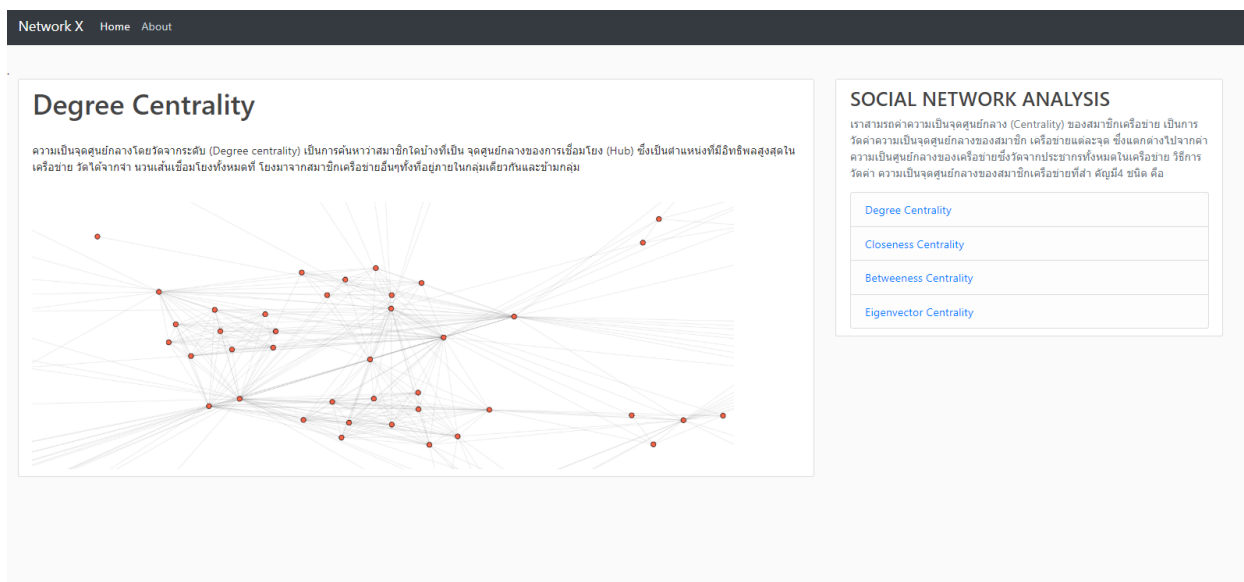 Network X Home About
Degree Centrality
ความเป็นจุดศูนย์กลางโดยวัดจากระดับ (Degree centrality) เป็นการค้นหาว่าสมาชิกใดบ้างที่เป็น จุดศูนย์กลางของการเชื่อมโยง (Hub) ซึ่งเป็นตำแหน่งที่มีอิทธิพลสูงสุดใน
เครือข่าย วัดได้จากจำ นวนเส้นเชื่อมโยงทั้งหมดที่ โยงมาจากสมาชิกเครือข่ายอื่นๆทั้งที่อยู่ภายในกลุ่มเดียวกันและข้ามกลุ่ม
SOCIAL NETWORK ANALYSIS
เราสามารถค่าความเป็นจุดศูนย์กลาง (Centrality) ของสมาชิกเครือข่าย เป็นการ
วัดค่าความเป็นจุดศูนย์กลางของสมาชิก เครือข่ายแต่ละจุด ซึ่งแตกต่างไปจากค่า
ความเป็นศูนย์กลางของเครือข่ายซึ่งวัดจากประชากรทั้งหมดในเครือข่าย วิธีการ
วัดค่า ความเป็นจุดศูนย์กลางของสมาชิกเครือข่ายที่สำ คัญมี4 ชนิด คือ
Degree Centrality
Closeness Centrality
Betweeness Centrality
Eigenvector Centrality